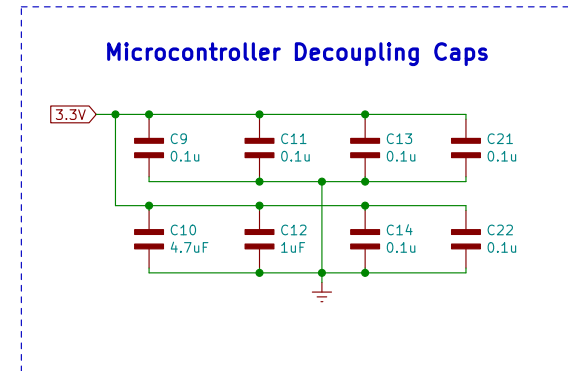 Microcontroller Decoupling Caps
3.3V
C9
0.1u
C11
0.1u
C13
0.1u
C21
0.1u
C10
4.7uF
C12
1uF
C14
0.1u
C22
0.1u